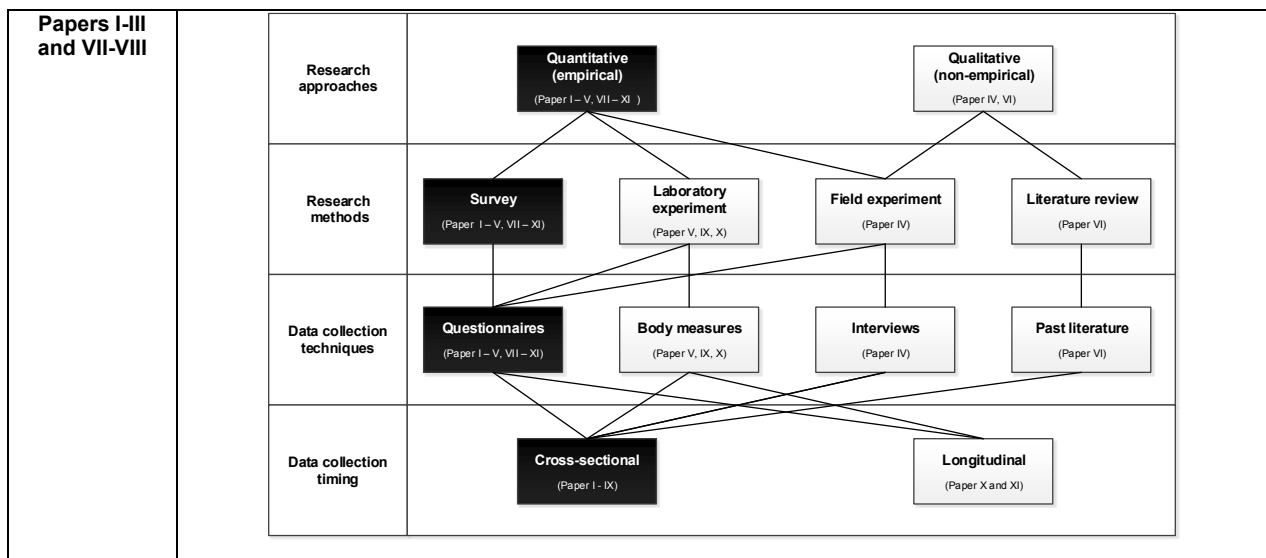 Papers I-III
and VII-VIII
Research
approaches
Quantitative
(empirical)
(Paper I – V, VII – XI )
Qualitative
(non-empirical)
(Paper IV, VI)
Research
methods
Survey
(Paper I – V, VII – XI)
Laboratory
experiment
(Paper V, IX, X)
Field experiment
(Paper IV)
Literature review
(Paper VI)
Data collection
techniques
Questionnaires
(Paper I – V, VII – XI)
Body measures
(Paper V, IX, X)
Interviews
(Paper IV)
Past literature
(Paper VI)
Data collection
timing
Cross-sectional
(Paper I - IX)
Longitudinal
(Paper X and XI)